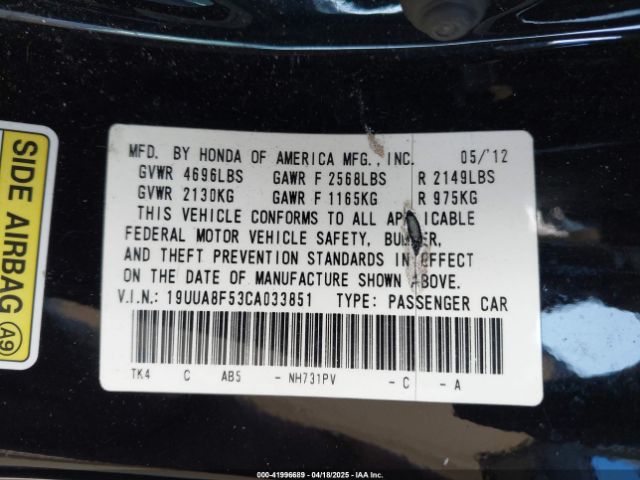 MFD. BY HONDA OF AMERICA MFG., INC. 05/'12
GVWR 4696LBS GAWR F 2568LBS R 2149LBS
GVWR 2130KG GAWR F 1165KG R 975KG
THIS VEHICLE CONFORMS TO ALL APPLICABLE
FEDERAL MOTOR VEHICLE SAFETY, BUMPER,
AND THEFT PREVENTION STANDARDS IN EFFECT
ON THE DATE OF MANUFACTURE SHOWN ABOVE.
V.I.N.: 19UUA8F53CA033851 TYPE: PASSENGER CAR
TK4 C AB5 - NH731PV - C - A
SIDE AIRBAG A9
000-41996689 | 04/18/2025 | IAA Inc.